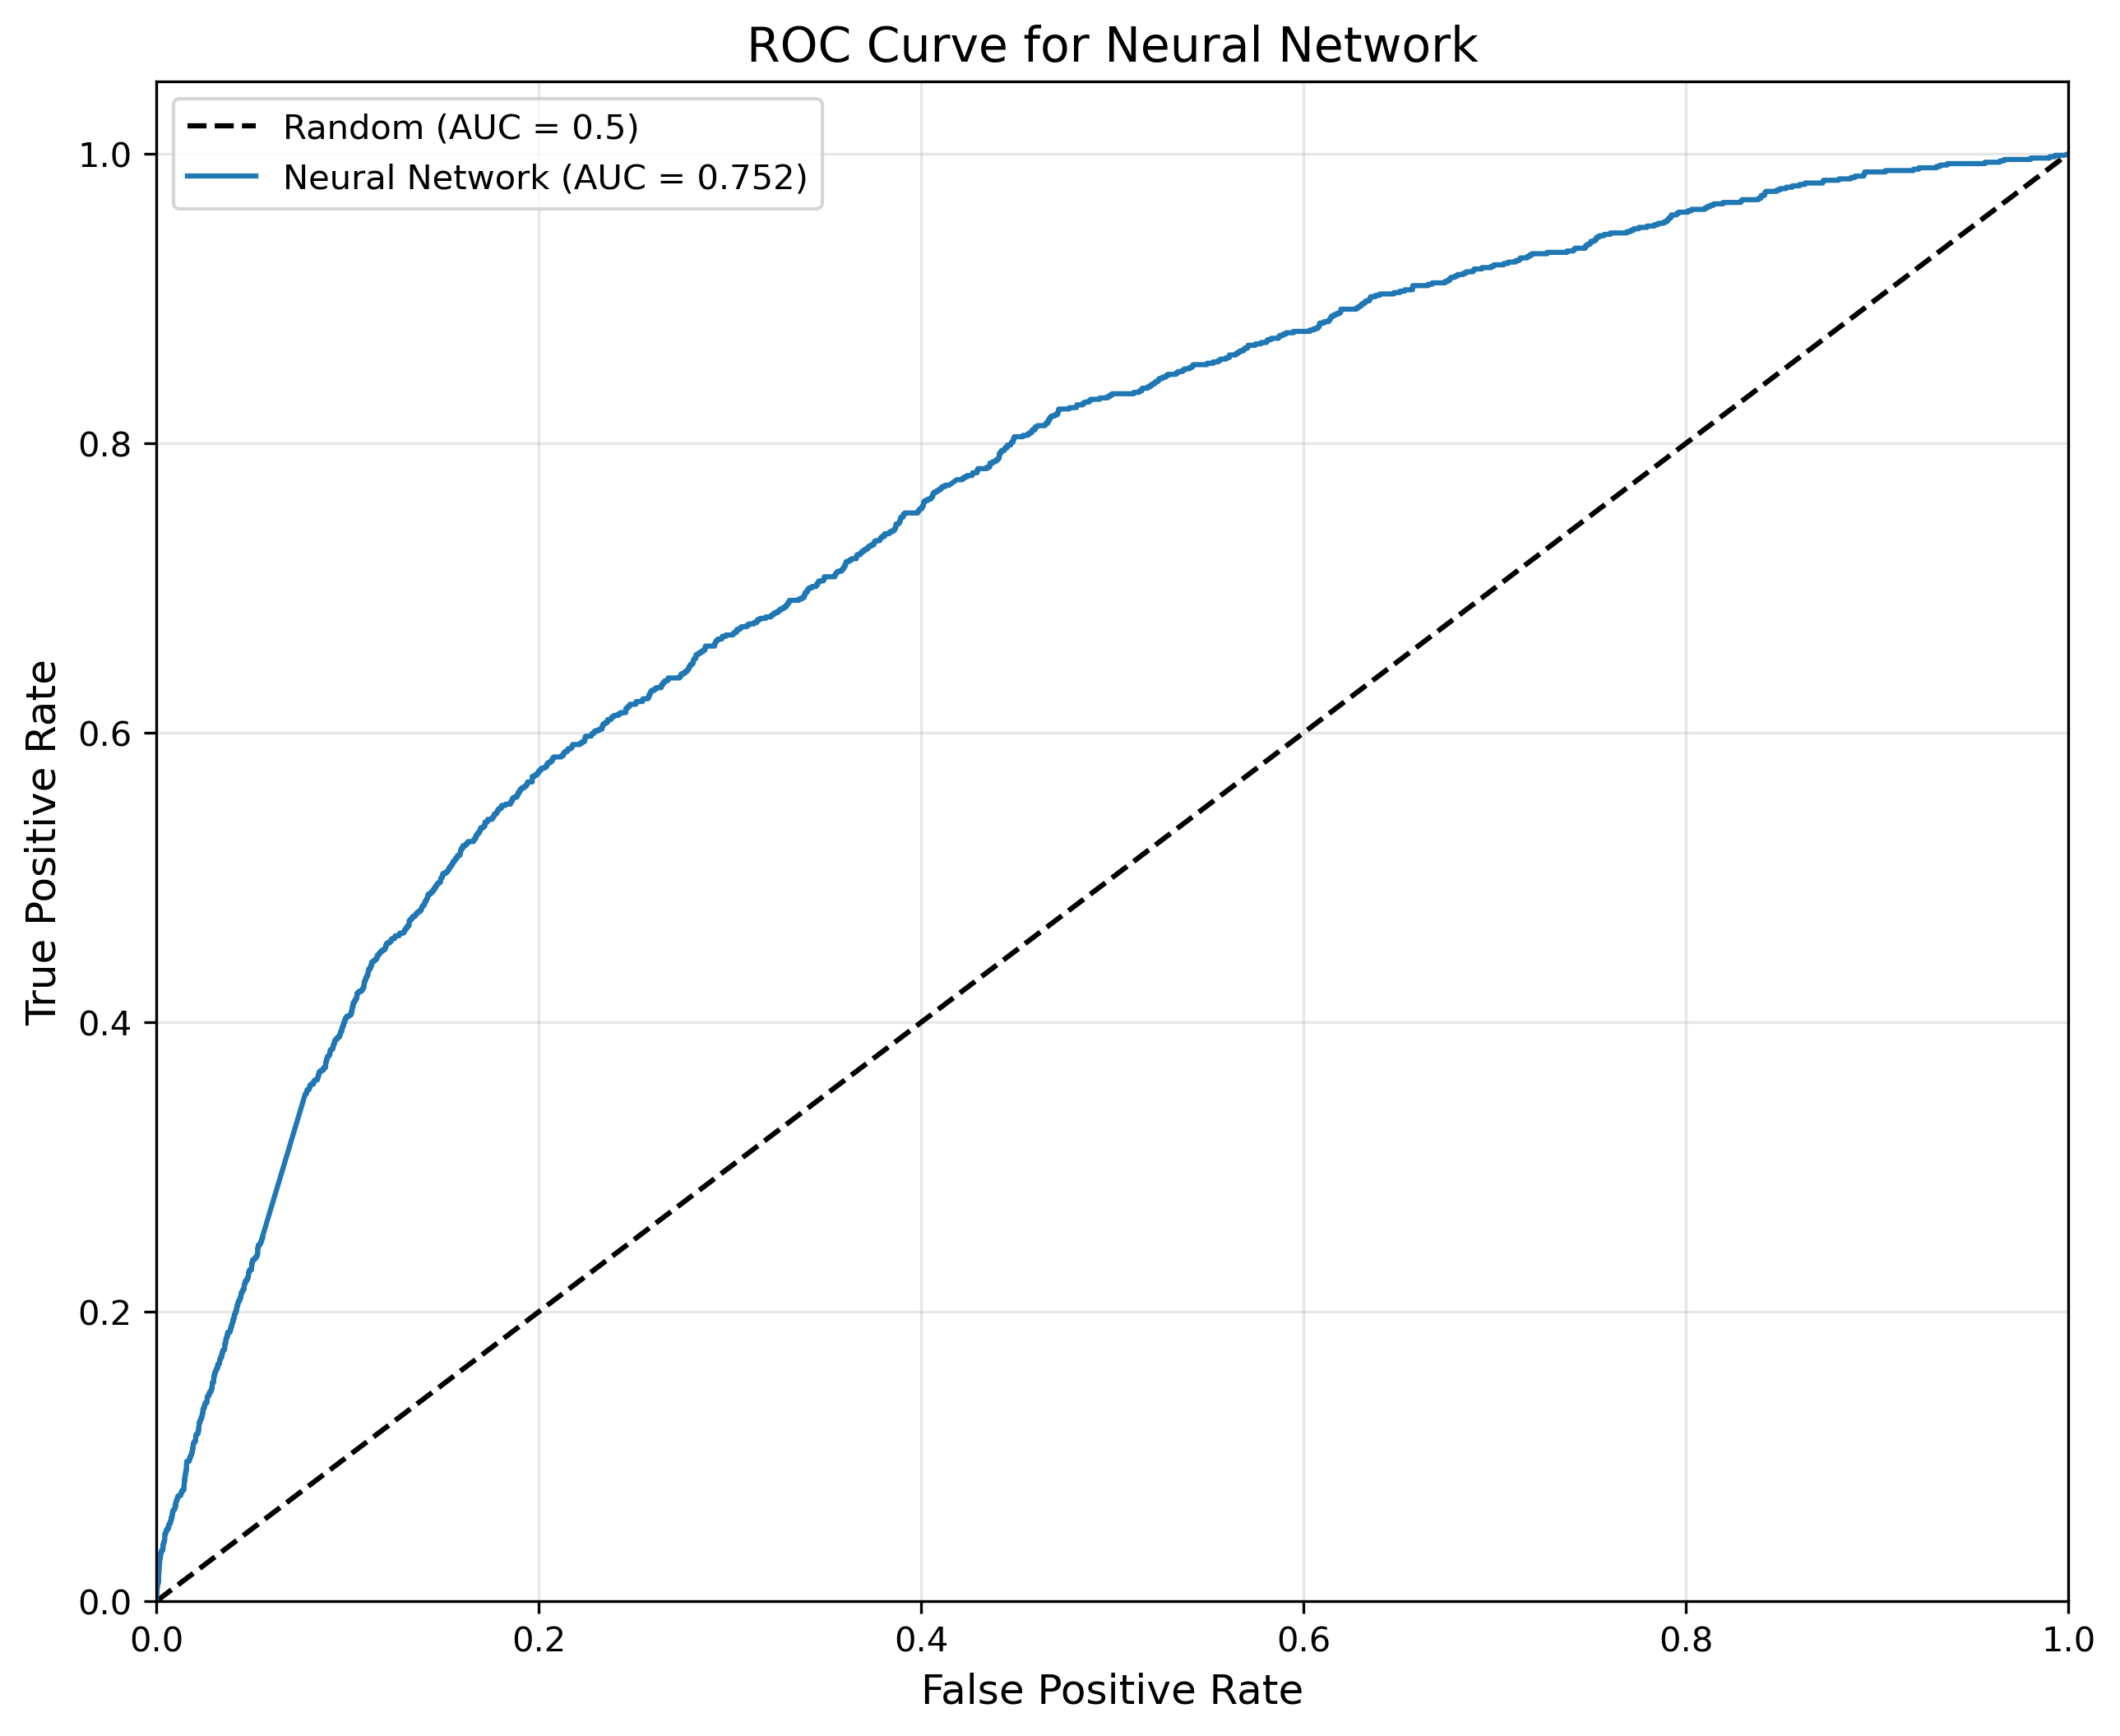 ROC Curve for Neural Network
Random (AUC = 0.5)
Neural Network (AUC = 0.752)
1.0
0.8
0.6
0.4
0.2
0.0
True Positive Rate
0.0 0.2 0.4 0.6 0.8 1.0
False Positive Rate